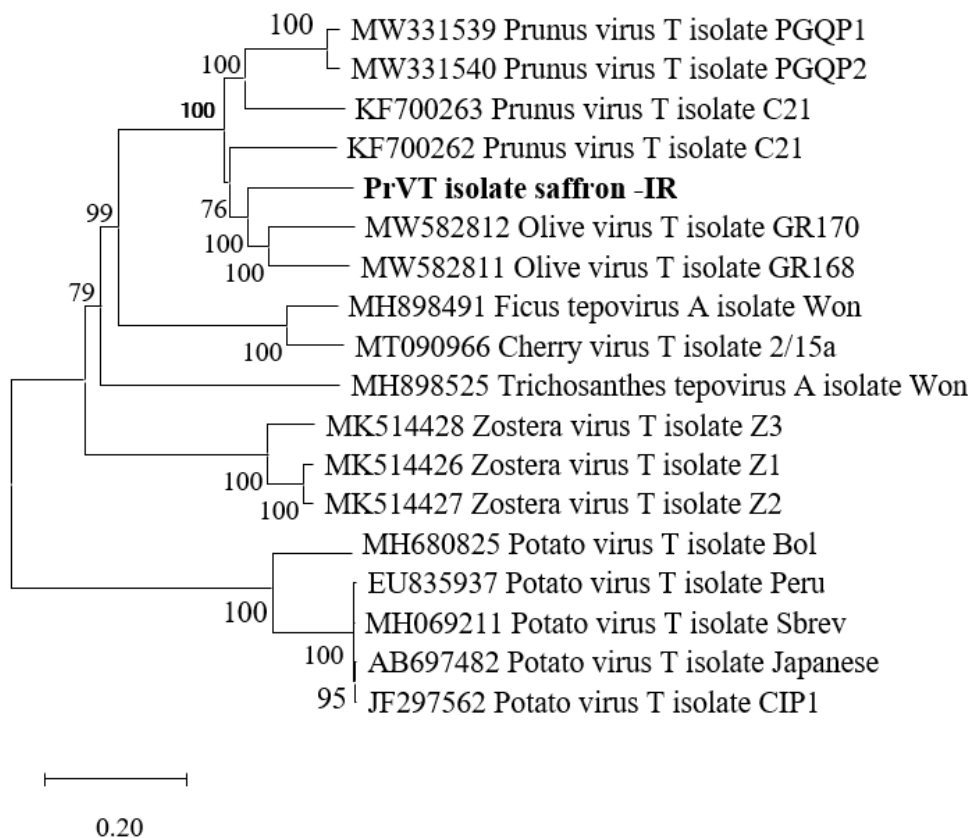 100 MW331539 Prunus virus T isolate PGQP1
100 MW331540 Prunus virus T isolate PGQP2
100 KF700263 Prunus virus T isolate C21
KF700262 Prunus virus T isolate C21
PrVT isolate saffron -IR
99 76 MW582812 Olive virus T isolate GR170
100
100 MW582811 Olive virus T isolate GR168
79 MH898491 Ficus tepovirus A isolate Won
100 MT090966 Cherry virus T isolate 2/15a
MH898525 Trichosanthes tepovirus A isolate Won
MK514428 Zostera virus T isolate Z3
100 MK514426 Zostera virus T isolate Z1
100 MK514427 Zostera virus T isolate Z2
MH680825 Potato virus T isolate Bol
EU835937 Potato virus T isolate Peru
100 MH069211 Potato virus T isolate Sbrev
100 AB697482 Potato virus T isolate Japanese
95 JF297562 Potato virus T isolate CIP1
0.20